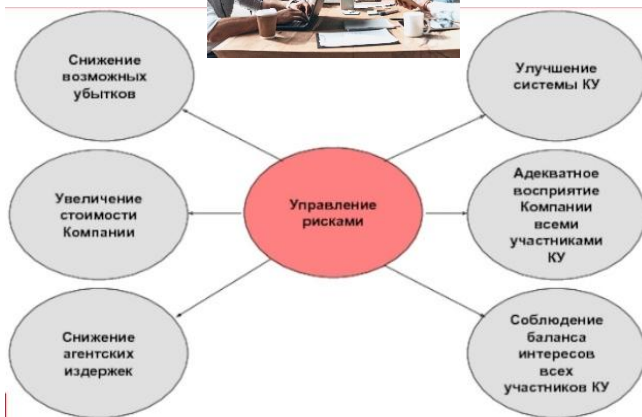 Снижение
возможных
убытков
Улучшение
системы КУ
Управление
рисками
Увеличение
стоимости
Компании
Адекватное
восприятие
Компании
всеми
участниками
КУ
Снижение
агентских
издержек
Соблюдение
баланса
интересов
всех
участников КУ